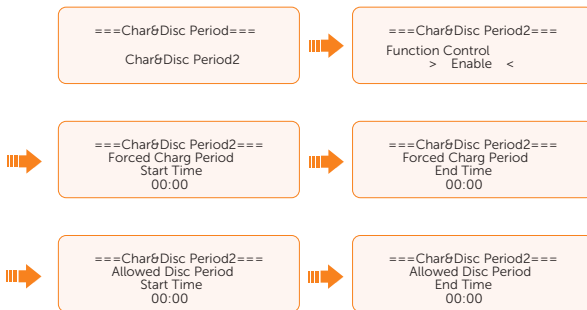 ===Char&Disc Period===
Char&Disc Period2
===Char&Disc Period2===
Function Control
> Enable <
===Char&Disc Period2===
Forced Charg Period
Start Time
00:00
===Char&Disc Period2===
Forced Charg Period
End Time
00:00
===Char&Disc Period2===
Allowed Disc Period
Start Time
00:00
===Char&Disc Period2===
Allowed Disc Period
End Time
00:00